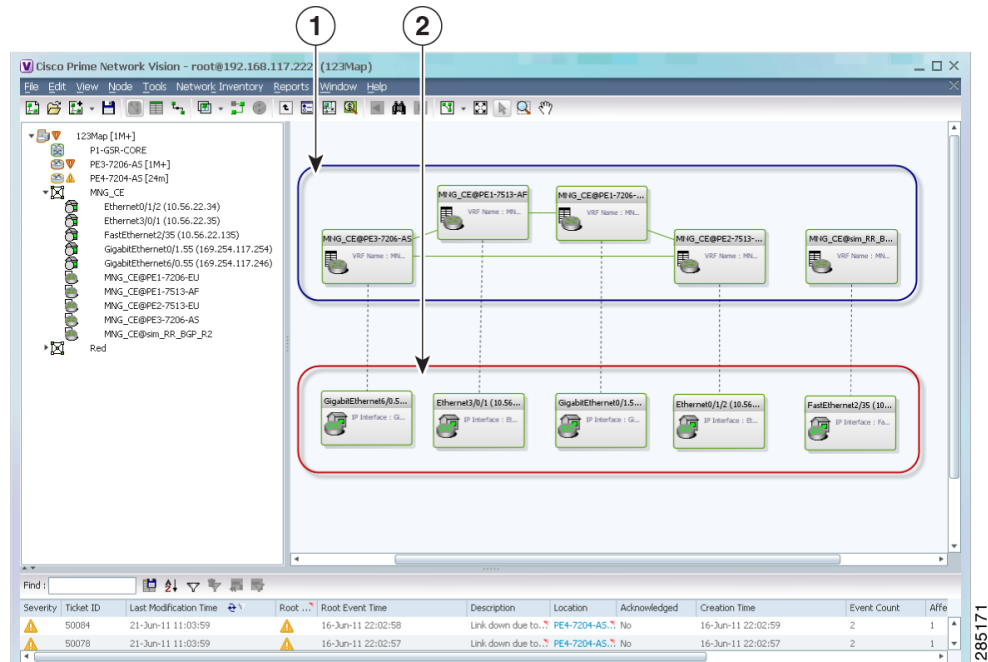 1
2
Cisco Prime Network Vision - root@192.168.117.222 (123Map)
File Edit View Node Tools Network Inventory Reports Window Help
123Map [1M+]
P1-GSR-CORE
PE3-7206-AS [1M+]
PE4-7204-AS [24m]
MNG_CE
Ethernet0/1/2 (10.56.22.34)
Ethernet3/0/1 (10.56.22.35)
FastEthernet2/35 (10.56.22.135)
GigabitEthernet0/1.55 (169.254.117.254)
GigabitEthernet6/0.55 (169.254.117.246)
MNG_CE@PE1-7206-EU
MNG_CE@PE1-7513-AF
MNG_CE@PE2-7513-EU
MNG_CE@PE3-7206-AS
MNG_CE@sim_RR_BGP_R2
Red
MNG_CE@PE1-7513-AF
VRF Name : MN...
MNG_CE@PE1-7206-...
VRF Name : MN...
MNG_CE@PE3-7206-AS
VRF Name : MN...
MNG_CE@PE2-7513-...
VRF Name : MN...
MNG_CE@sim_RR_B...
VRF Name : MN...
GigabitEthernet6/0.5...
IP Interface : Gi...
Ethernet3/0/1 (10.56...
IP Interface : Et...
GigabitEthernet0/1.5...
IP Interface : Gi...
Ethernet0/1/2 (10.56...
IP Interface : Et...
FastEthernet2/35 (10...
IP Interface : Fa...
Find :
Severity Ticket ID Last Modification Time Root ... Root Event Time Description Location Acknowledged Creation Time Event Count Affe
50084 21-Jun-11 11:03:59 16-Jun-11 22:02:58 Link down due to... PE4-7204-AS... No 16-Jun-11 22:02:59 2 1
50078 21-Jun-11 11:03:59 16-Jun-11 22:02:57 Link down due to... PE4-7204-AS... No 16-Jun-11 22:02:57 2 1
285171